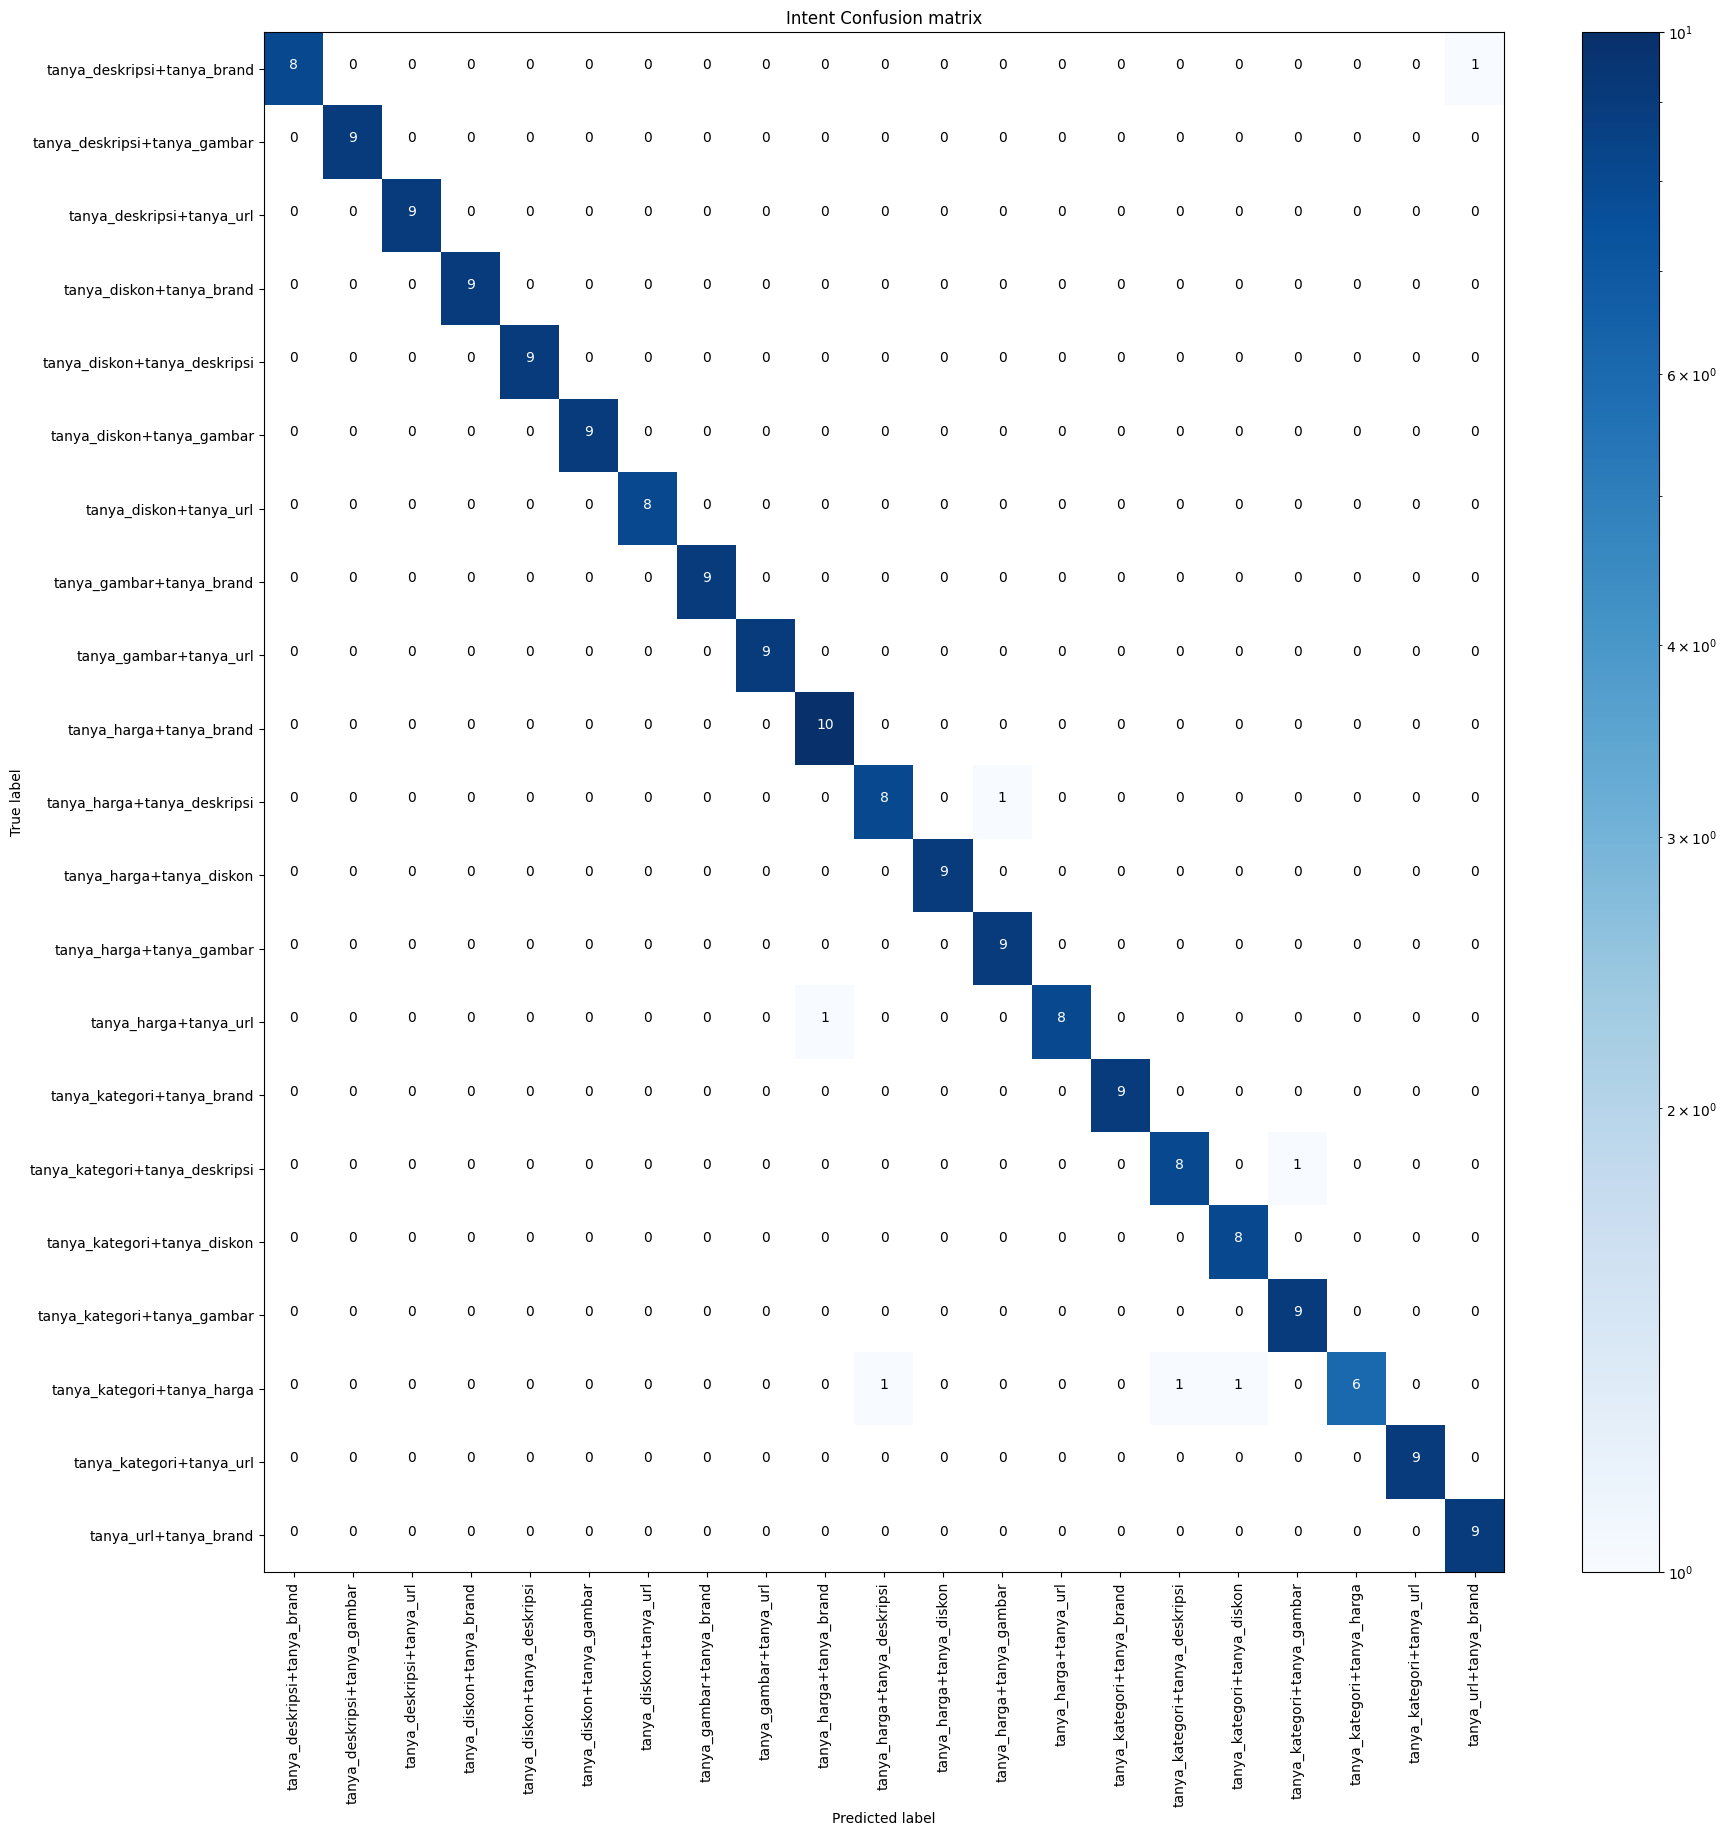 Intent Confusion matrix
tanya_deskripsi+tanya_brand 8 0 0 0 0 0 0 0 0 0 0 0 0 0 0 0 0 0 0 0 1
tanya_deskripsi+tanya_gambar 0 9 0 0 0 0 0 0 0 0 0 0 0 0 0 0 0 0 0 0 0
tanya_deskripsi+tanya_url 0 0 9 0 0 0 0 0 0 0 0 0 0 0 0 0 0 0 0 0 0
tanya_diskon+tanya_brand 0 0 0 9 0 0 0 0 0 0 0 0 0 0 0 0 0 0 0 0 0
tanya_diskon+tanya_deskripsi 0 0 0 0 9 0 0 0 0 0 0 0 0 0 0 0 0 0 0 0 0
tanya_diskon+tanya_gambar 0 0 0 0 0 9 0 0 0 0 0 0 0 0 0 0 0 0 0 0 0
tanya_diskon+tanya_url 0 0 0 0 0 0 8 0 0 0 0 0 0 0 0 0 0 0 0 0 0
tanya_gambar+tanya_brand 0 0 0 0 0 0 0 9 0 0 0 0 0 0 0 0 0 0 0 0 0
tanya_gambar+tanya_url 0 0 0 0 0 0 0 0 9 0 0 0 0 0 0 0 0 0 0 0 0
tanya_harga+tanya_brand 0 0 0 0 0 0 0 0 0 10 0 0 0 0 0 0 0 0 0 0 0
tanya_harga+tanya_deskripsi 0 0 0 0 0 0 0 0 0 0 8 0 1 0 0 0 0 0 0 0 0
tanya_harga+tanya_diskon 0 0 0 0 0 0 0 0 0 0 0 9 0 0 0 0 0 0 0 0 0
tanya_harga+tanya_gambar 0 0 0 0 0 0 0 0 0 0 0 0 9 0 0 0 0 0 0 0 0
tanya_harga+tanya_url 0 0 0 0 0 0 0 0 0 1 0 0 0 8 0 0 0 0 0 0 0
tanya_kategori+tanya_brand 0 0 0 0 0 0 0 0 0 0 0 0 0 0 9 0 0 0 0 0 0
tanya_kategori+tanya_deskripsi 0 0 0 0 0 0 0 0 0 0 0 0 0 0 0 8 0 1 0 0 0
tanya_kategori+tanya_diskon 0 0 0 0 0 0 0 0 0 0 0 0 0 0 0 0 8 0 0 0 0
tanya_kategori+tanya_gambar 0 0 0 0 0 0 0 0 0 0 0 0 0 0 0 0 0 9 0 0 0
tanya_kategori+tanya_harga 0 0 0 0 0 0 0 0 0 0 1 0 0 0 0 1 1 0 6 0 0
tanya_kategori+tanya_url 0 0 0 0 0 0 0 0 0 0 0 0 0 0 0 0 0 0 0 9 0
tanya_url+tanya_brand 0 0 0 0 0 0 0 0 0 0 0 0 0 0 0 0 0 0 0 0 9
True label
tanya_deskripsi+tanya_brand
tanya_deskripsi+tanya_gambar
tanya_deskripsi+tanya_url
tanya_diskon+tanya_brand
tanya_diskon+tanya_deskripsi
tanya_diskon+tanya_gambar
tanya_diskon+tanya_url
tanya_gambar+tanya_brand
tanya_gambar+tanya_url
tanya_harga+tanya_brand
tanya_harga+tanya_deskripsi
tanya_harga+tanya_diskon
tanya_harga+tanya_gambar
tanya_harga+tanya_url
tanya_kategori+tanya_brand
tanya_kategori+tanya_deskripsi
tanya_kategori+tanya_diskon
tanya_kategori+tanya_gambar
tanya_kategori+tanya_harga
tanya_kategori+tanya_url
tanya_url+tanya_brand
Predicted label
10¹
6 × 10⁰
4 × 10⁰
3 × 10⁰
2 × 10⁰
10⁰